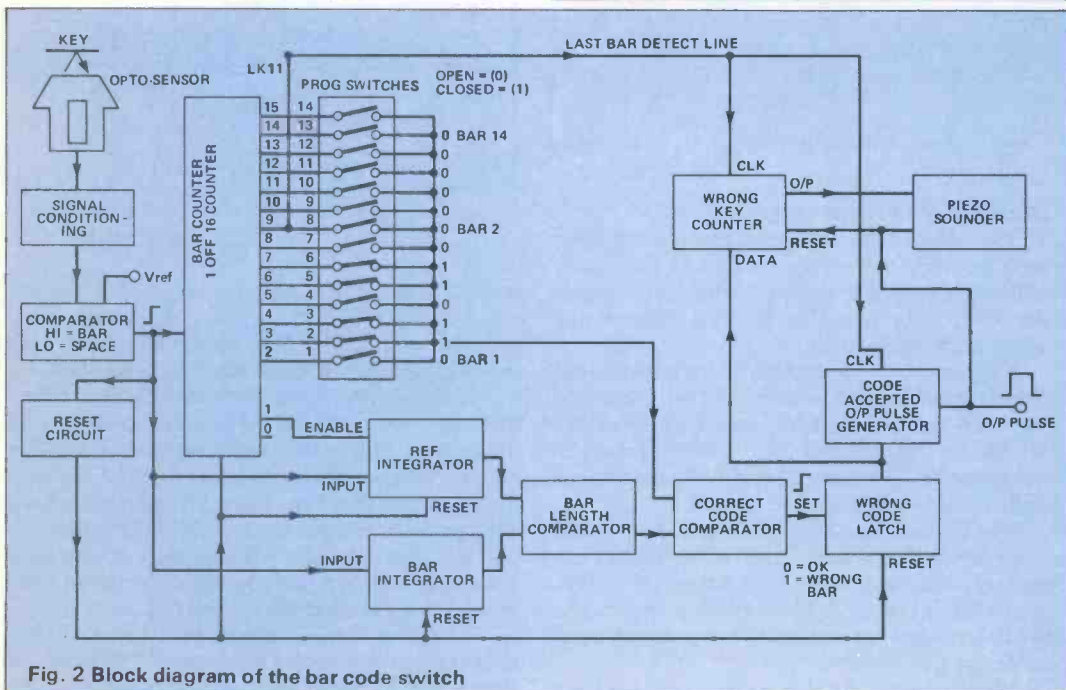 KEY
OPTO-SENSOR
SIGNAL
CONDITION-
ING
Vref
COMPARATOR
HI = BAR
LO = SPACE
RESET
CIRCUIT
BAR COUNTER
1 OFF 16 COUNTER
LK11
PROG SWITCHES
OPEN = (0)
CLOSED = (1)
15 14
14 13 0 BAR 14
13 12 0
12 11 0
11 10 0
10 9 0
9 8 0 BAR 2
8 7 0
7 6 1
6 5 1
5 4 0
4 3 1
3 2 1
2 1 0 BAR 1
1
0
ENABLE
INPUT
REF
INTEGRATOR
RESET
INPUT
BAR
INTEGRATOR
RESET
BAR
LENGTH
COMPARATOR
CORRECT
CODE
COMPARATOR
0 = OK
1 = WRONG
BAR
SET
WRONG
CODE
LATCH
RESET
LAST BAR DETECT LINE
CLK
WRONG
KEY
COUNTER
O/P
RESET
DATA
PIEZO
SOUNDER
CLK
CODE
ACCEPTED
O/P PULSE
GENERATOR
O/P PULSE
Fig. 2 Block diagram of the bar code switch